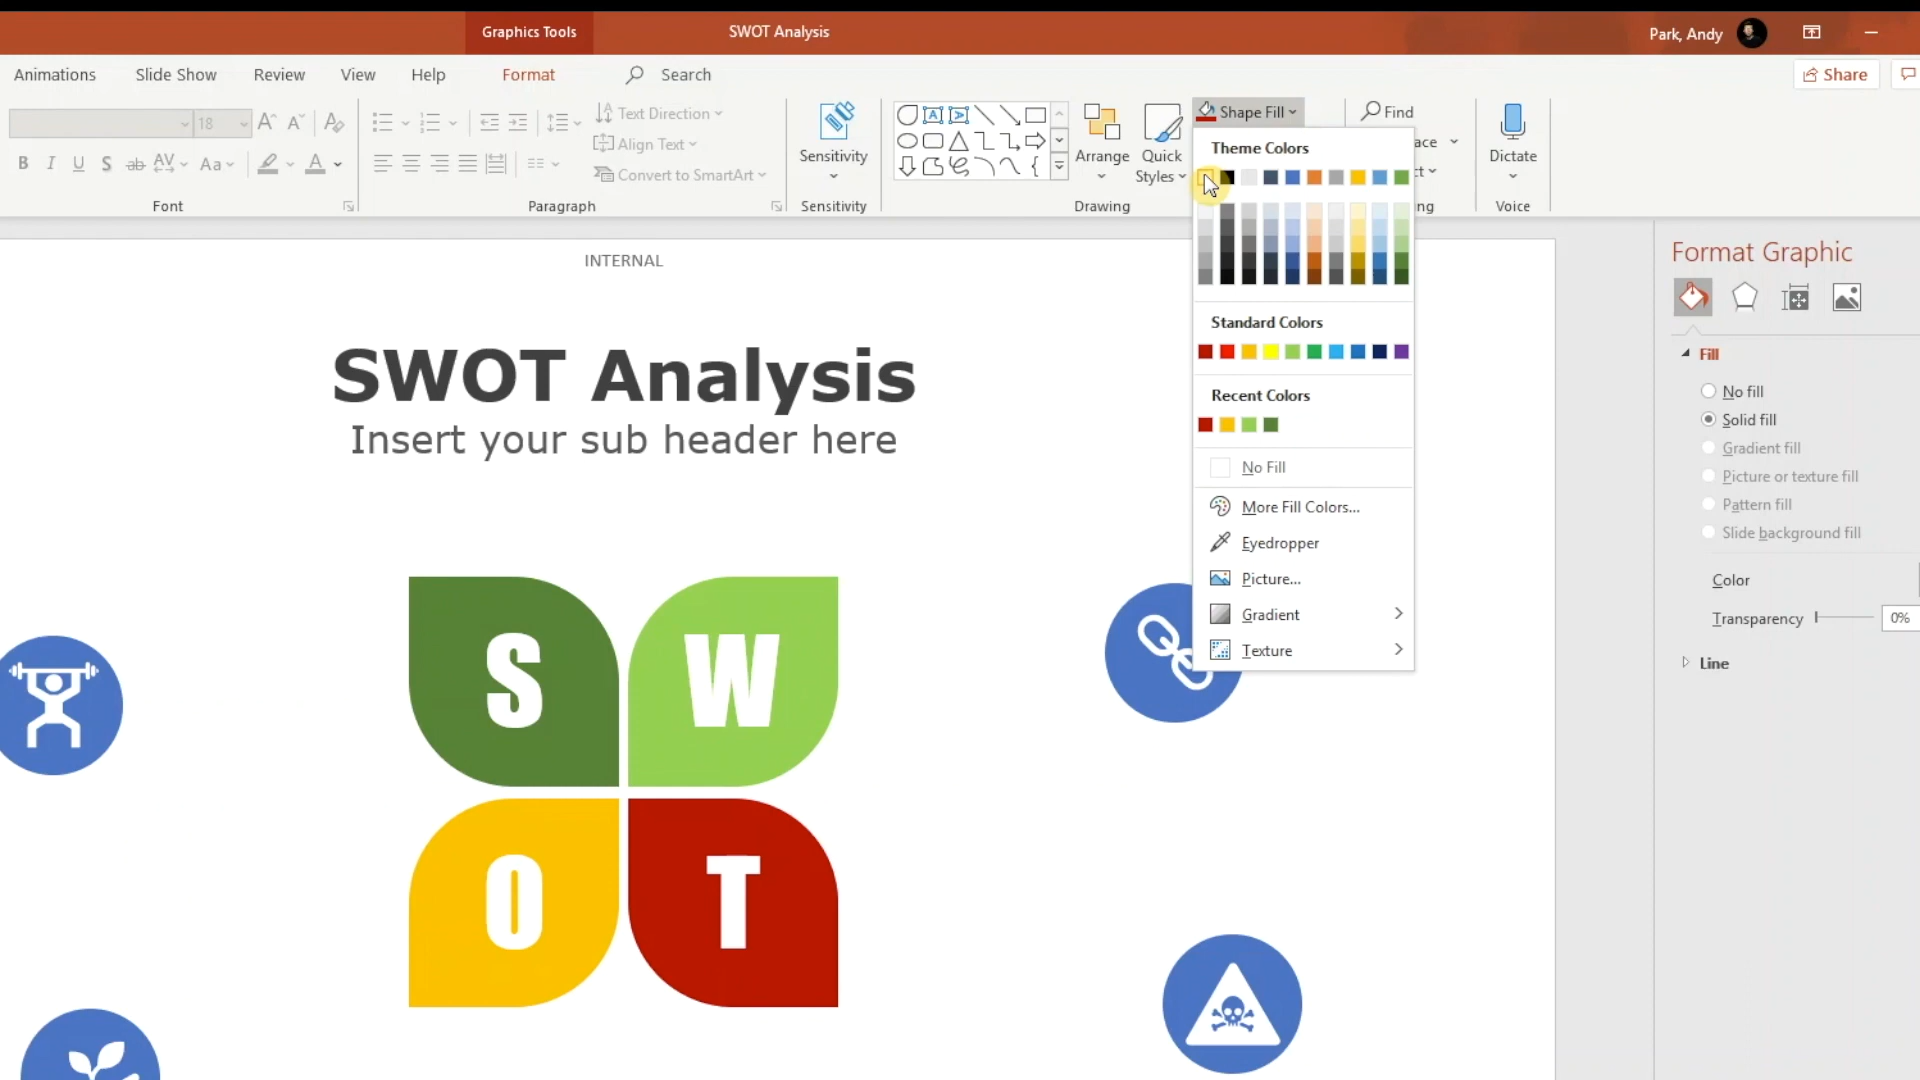 Graphics Tools
SWOT Analysis
Park, Andy
Animations
Slide Show
Review
View
Help
Format
Search
Share
18
Text Direction
Align Text
Convert to SmartArt
Font
Paragraph
Sensitivity
Sensitivity
Arrange
Quick
Styles
Drawing
Shape Fill
Find
Dictate
Voice
Theme Colors
Standard Colors
Recent Colors
No Fill
More Fill Colors...
Eyedropper
Picture...
Gradient
Texture
INTERNAL
SWOT Analysis
Insert your sub header here
S
W
O
T
Format Graphic
Fill
No fill
Solid fill
Gradient fill
Picture or texture fill
Pattern fill
Slide background fill
Color
Transparency
0%
Line